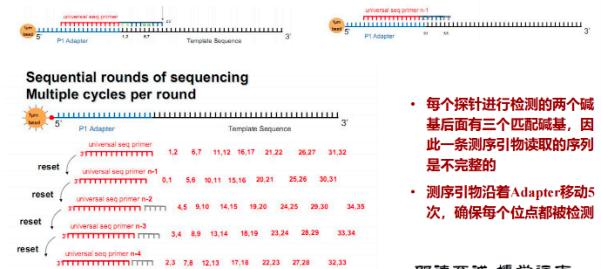 universal seq primer
1μm bead
5'
3'
P1 Adapter
1,2
6,7
Template Sequence
universal seq primer n-1
5'
3'
P1 Adapter
Sequential rounds of sequencing
Multiple cycles per round
1μm bead
5'
3'
P1 Adapter
Template Sequence
universal seq primer
3'
1,2 6,7 11,12 16,17 21,22 26,27 31,32
reset
universal seq primer n-1
3'
0,1 5,6 10,11 15,16 20,21 25,26 30,31
reset
universal seq primer n-2
3'
4,5 9,10 14,15 19,20 24,25 29,30 34,35
reset
universal seq primer n-3
3'
3,4 8,9 13,14 18,19 23,24 28,29 33,34
reset
universal seq primer n-4
3'
2,3 7,8 12,13 17,18 22,23 27,28 32,33
• 每个探针进行检测的两个碱
基后面有三个匹配碱基，因
此一条测序引物读取的序列
是不完整的
• 测序引物沿着Adapter移动5
次，确保每个位点都被检测